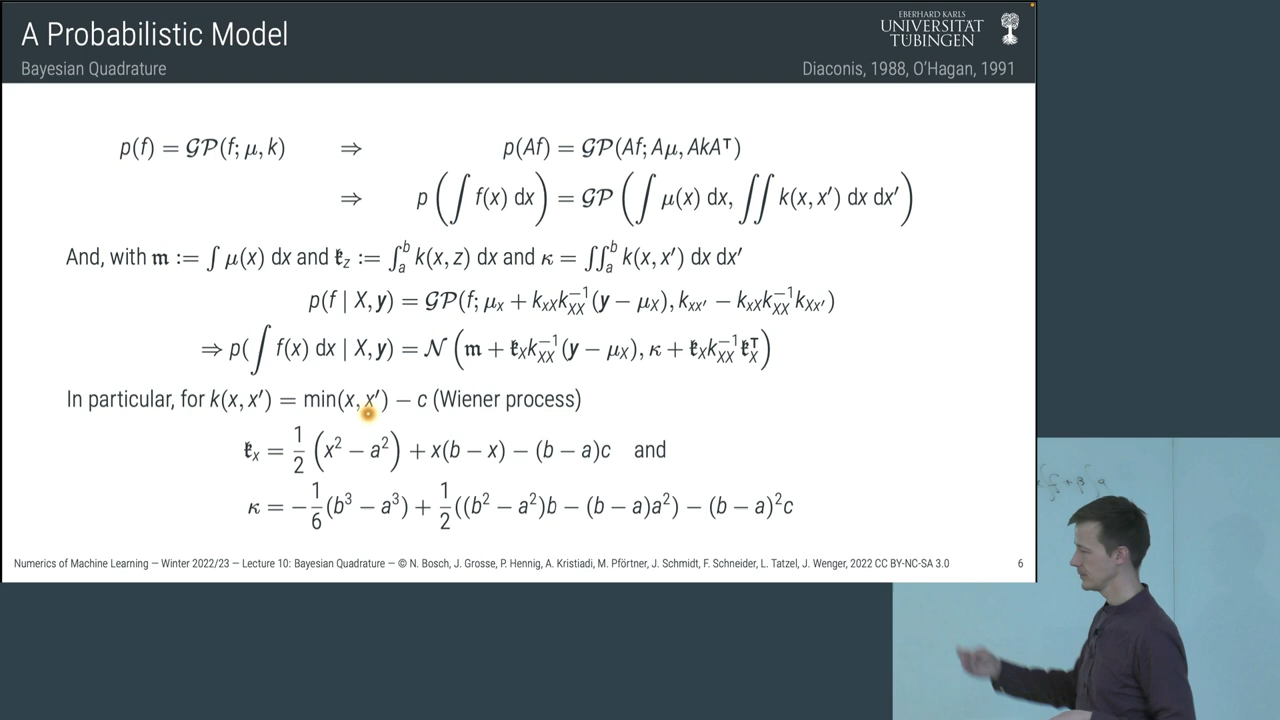 A Probabilistic Model
EBERHARD KARLS
UNIVERSITÄT
TÜBINGEN
Bayesian Quadrature
Diaconis, 1988, O'Hagan, 1991
p(f) = 𝒢𝒫(f; μ, k) ⇒ p(Af) = 𝒢𝒫(Af; Aμ, AkAᵀ)
⇒ p(∫ f(x) dx) = 𝒢𝒫(∫ μ(x) dx, ∬ k(x, x′) dx dx′)
And, with 𝔪 := ∫ μ(x) dx and 𝔨_z := ∫_a^b k(x, z) dx and κ = ∬_a^b k(x, x′) dx dx′
p(f | X, y) = 𝒢𝒫(f; μ_x + k_{xX}k_{XX}^{−1}(y − μ_X), k_{xx′} − k_{xX}k_{XX}^{−1}k_{Xx′})
⇒ p(∫ f(x) dx | X, y) = 𝒩(𝔪 + 𝔨_X k_{XX}^{−1}(y − μ_X), κ + 𝔨_X k_{XX}^{−1}𝔨_X^ᵀ)
In particular, for k(x, x′) = min(x, x′) − c (Wiener process)
𝔨_x = 1/2 (x² − a²) + x(b − x) − (b − a)c and
κ = −1/6 (b³ − a³) + 1/2 ((b² − a²)b − (b − a)a²) − (b − a)²c
Numerics of Machine Learning — Winter 2022/23 — Lecture 10: Bayesian Quadrature — © N. Bosch, J. Grosse, P. Hennig, A. Kristiadi, M. Pförtner, J. Schmidt, F. Schneider, L. Tatzel, J. Wenger, 2022 CC BY-NC-SA 3.0
6